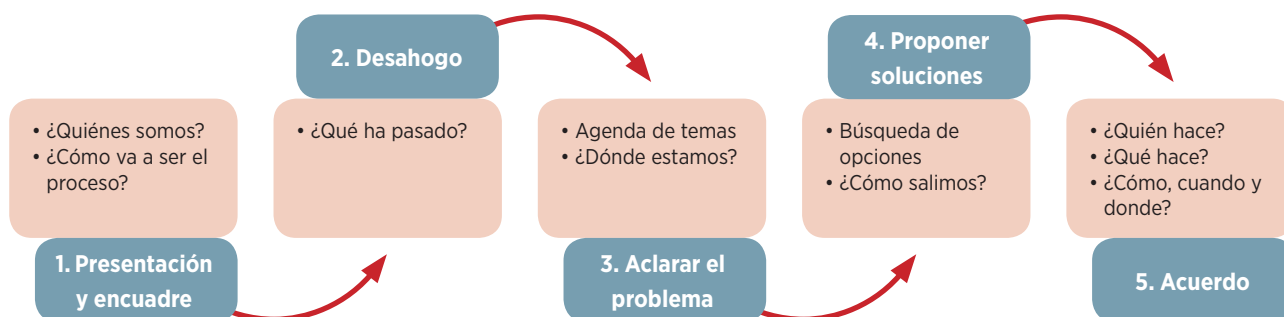 1. Presentación
y encuadre
• ¿Quiénes somos?
• ¿Cómo va a ser el
proceso?
2. Desahogo
• ¿Qué ha pasado?
3. Aclarar el
problema
• Agenda de temas
• ¿Dónde estamos?
4. Proponer
soluciones
• Búsqueda de
opciones
• ¿Cómo salimos?
5. Acuerdo
• ¿Quién hace?
• ¿Qué hace?
• ¿Cómo, cuando y
donde?